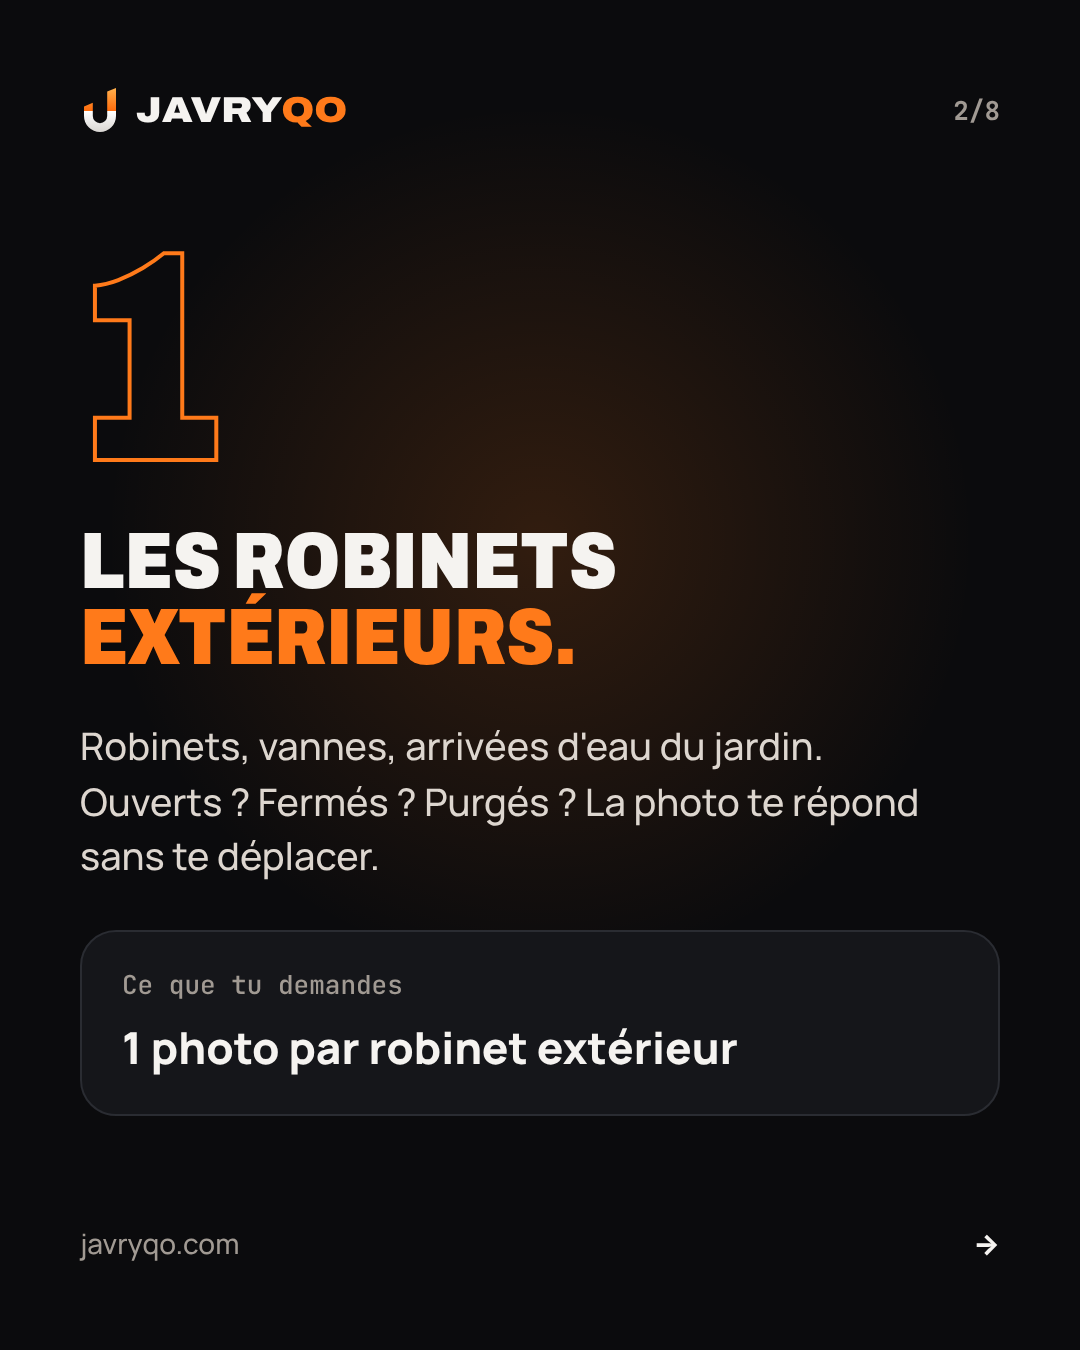 JAVRYQO
2/8
1
LES ROBINETS
EXTÉRIEURS.
Robinets, vannes, arrivées d'eau du jardin.
Ouverts ? Fermés ? Purgés ? La photo te répond
sans te déplacer.
Ce que tu demandes
1 photo par robinet extérieur
javryqo.com
→